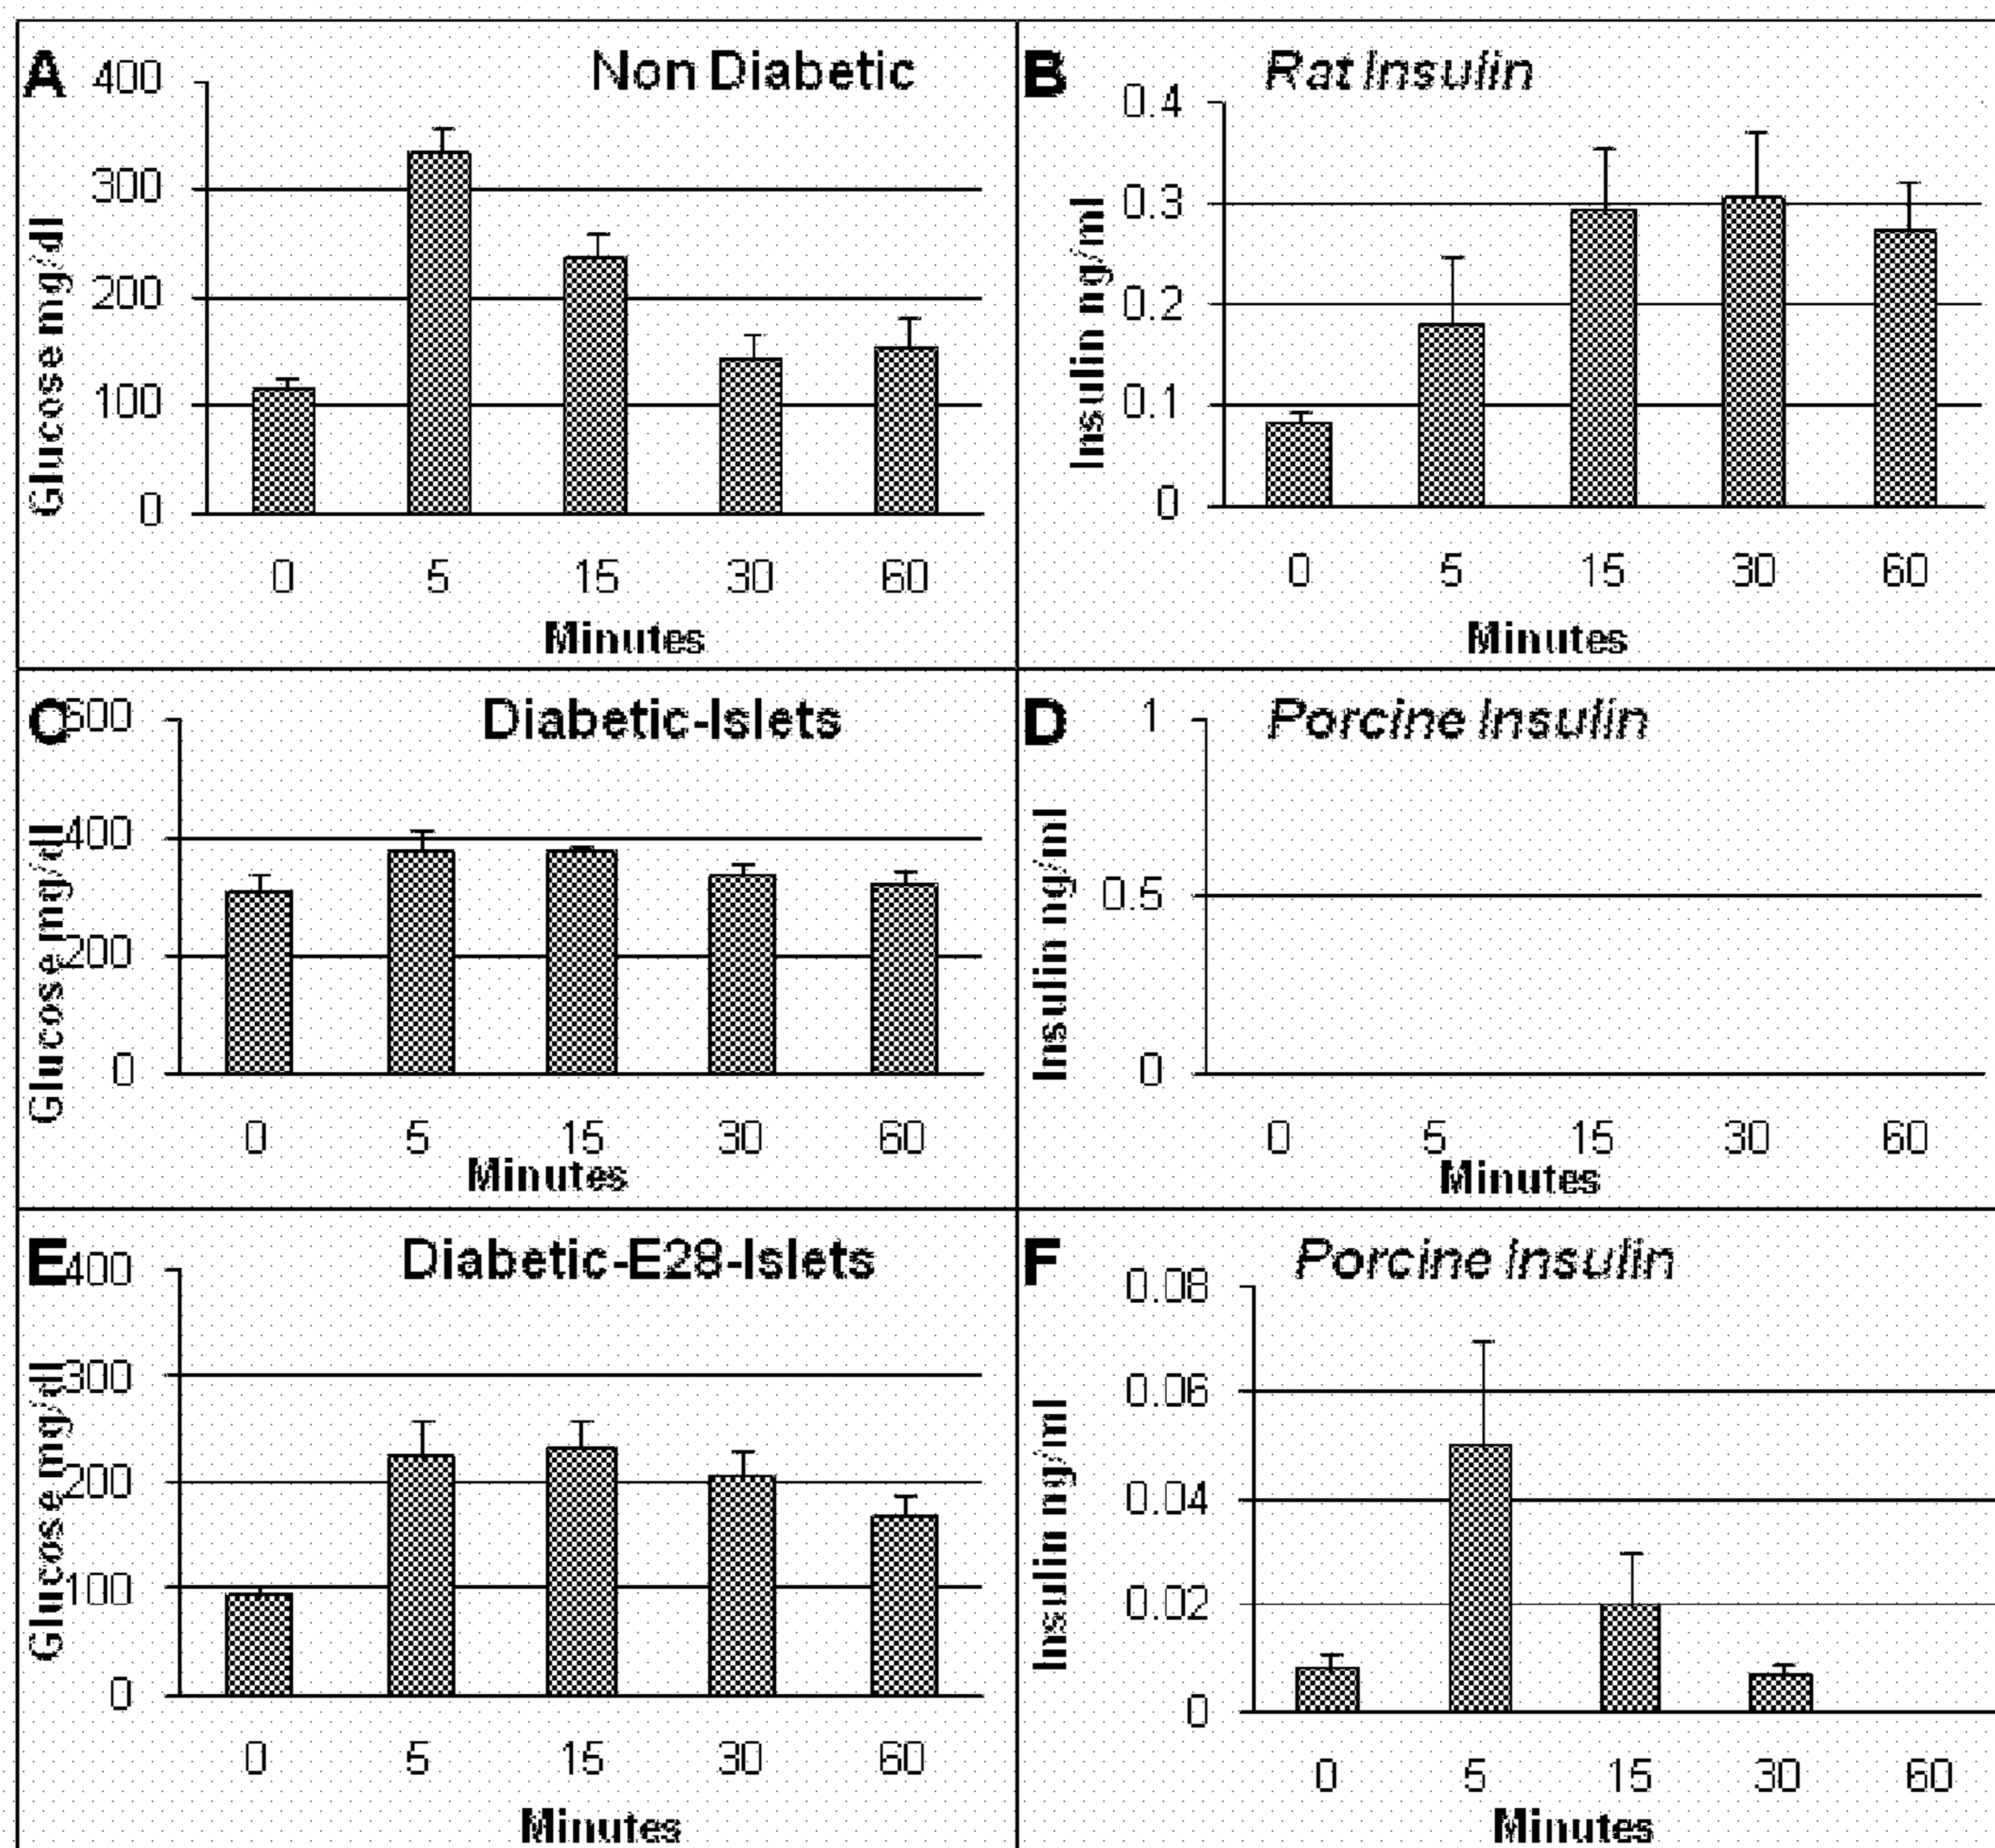 A Non Diabetic
400
300
200
100
0
Glucose mg/dl
0 5 15 30 60
Minutes
B Rat Insulin
0.4
0.3
0.2
0.1
0
Insulin ng/ml
0 5 15 30 60
Minutes
C Diabetic-Islets
600
400
200
0
Glucose mg/dl
0 5 15 30 60
Minutes
D Porcine Insulin
1
0.5
0
Insulin ng/ml
0 5 15 30 60
Minutes
E Diabetic-E28-Islets
400
300
200
100
0
Glucose mg/dl
0 5 15 30 60
Minutes
F Porcine Insulin
0.08
0.06
0.04
0.02
0
Insulin ng/ml
0 5 15 30 60
Minutes